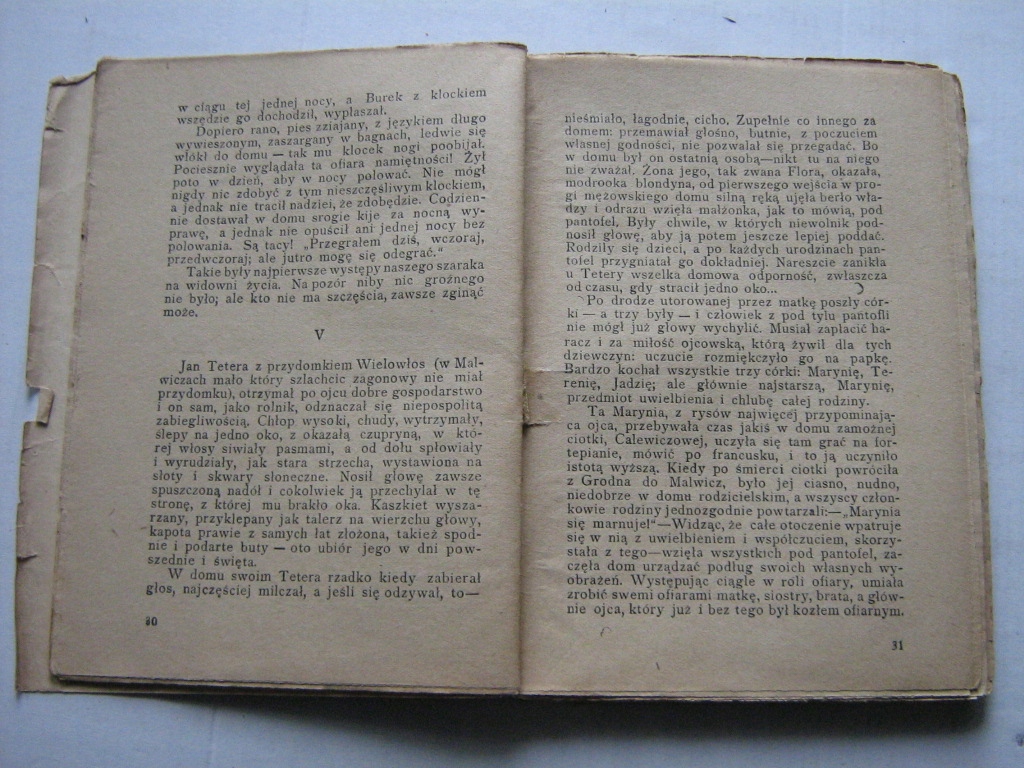 w ciągu tej jednej nocy, a Burek z klockiem
wszędzie go dochodził, wypłaszał.
Dopiero rano, pies zziajany, z językiem długo
wywieszonym, zaszargany w bagnach, ledwie się
wlókł do domu — tak mu klocek nogi poobijał.
Pociesznie wyglądała ta ofiara namiętności! Żył
poto w dzień, aby w nocy polować. Nie mógł
nigdy nic zdobyć z tym nieszczęśliwym klockiem,
a jednak nie tracił nadziei, że zdobędzie. Codzien-
nie dostawał w domu srogie kije za nocną wy-
prawę, a jednak nie opuścił ani jednej nocy bez
polowania. Są tacy! „Przegrałem dziś, wczoraj,
przedwczoraj; ale jutro mogę się odegrać.“
Takie były najpierwsze występy naszego szaraka
na widowni życia. Na pozór niby nic groźnego
nie było; ale kto nie ma szczęścia, zawsze zginąć
może.
V
Jan Tetera z przydomkiem Wielowłos (w Mal-
wiczach mało który szlachcic zagonowy nie miał
przydomku), otrzymał po ojcu dobre gospodarstwo
i on sam, jako rolnik, odznaczał się niepospolitą
zabiegliwością. Chłop wysoki, chudy, wytrzymały,
ślepy na jedno oko, z okazałą czupryną, w któ-
rej włosy siwiały pasmami, a od dołu spłowiały
i wyrudziały, jak stara strzecha, wystawiona na
słoty i skwary słoneczne. Nosił głowę zawsze
spuszczoną nadół i cokolwiek ją przechylał w tę
stronę, z której mu brakło oka. Kaszkiet wysza-
rzany, przyklepany jak talerz na wierzchu głowy,
kapota prawie z samych łat złożona, takież spod-
nie i podarte buty — oto ubiór jego w dni pow-
szednie i święta.
W domu swoim Tetera rzadko kiedy zabierał
głos, najczęściej milczał, a jeśli się odzywał, to—
30
nieśmiało, łagodnie, cicho. Zupełnie co innego za
domem: przemawiał głośno, butnie, z poczuciem
własnej godności, nie pozwalał się przegadać. Bo
w domu był on ostatnią osobą—nikt tu na niego
nie zważał. Żona jego, tak zwana Flora, okazała,
modrooka blondyna, od pierwszego wejścia w pro-
gi mężowskiego domu silną ręką ujęła berło wła-
dzy i odrazu wzięła małżonka, jak to mówią, pod
pantofel. Były chwile, w których niewolnik pod-
nosił głowę, aby ją potem jeszcze lepiej poddać.
Rodziły się dzieci, a po każdych urodzinach pan-
tofel przygniatał go dokładniej. Nareszcie zanikła
u Tetery wszelka domowa odporność, zwłaszcza
od czasu, gdy stracił jedno oko...
Po drodze utorowanej przez matkę poszły cór-
ki — a trzy były — i człowiek z pod tylu pantofli
nie mógł już głowy wychylić. Musiał zapłacić ha-
racz i za miłość ojcowską, którą żywił dla tych
dziewczyn: uczucie rozmiękczyło go na papkę.
Bardzo kochał wszystkie trzy córki: Marynię, Te-
renię, Jadzię; ale głównie najstarszą, Marynię,
przedmiot uwielbienia i chlubę całej rodziny.
Ta Marynia, z rysów najwięcej przypominają-
ca ojca, przebywała czas jakiś w domu zamożnej
ciotki, Calewiczowej, uczyła się tam grać na for-
tepianie, mówić po francusku, i to ją uczyniło
istotą wyższą. Kiedy po śmierci ciotki powróciła
z Grodna do Malwicz, było jej ciasno, nudno,
niedobrze w domu rodzicielskim, a wszyscy człon-
kowie rodziny jednozgodnie powtarzali:—„Marynia
się marnuje!“—Widząc, że całe otoczenie wpatruje
się w nią z uwielbieniem i współczuciem, skorzy-
stała z tego—wzięła wszystkich pod pantofel, za-
częła dom urządzać podług swoich własnych wy-
obrażeń. Występując ciągle w roli ofiary, umiała
zrobić swemi ofiarami matkę, siostry, brata, a głów-
nie ojca, który już i bez tego był kozłem ofiarnym.
31